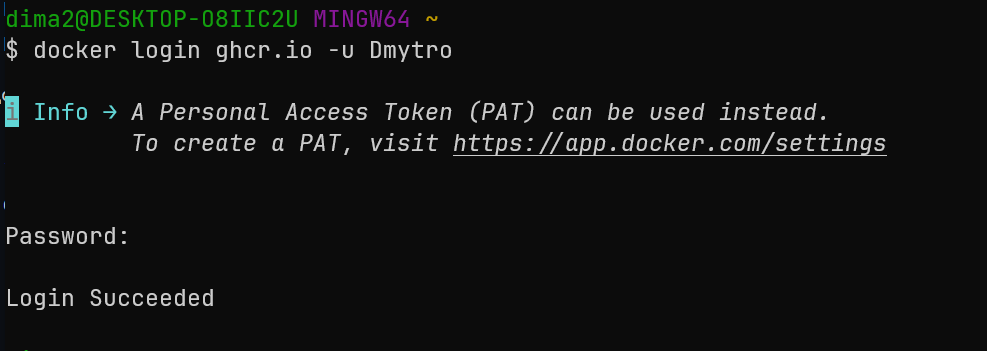 dima2@DESKTOP-O8IIC2U MINGW64 ~
$ docker login ghcr.io -u Dmytro
i Info → A Personal Access Token (PAT) can be used instead.
To create a PAT, visit https://app.docker.com/settings
Password:
Login Succeeded